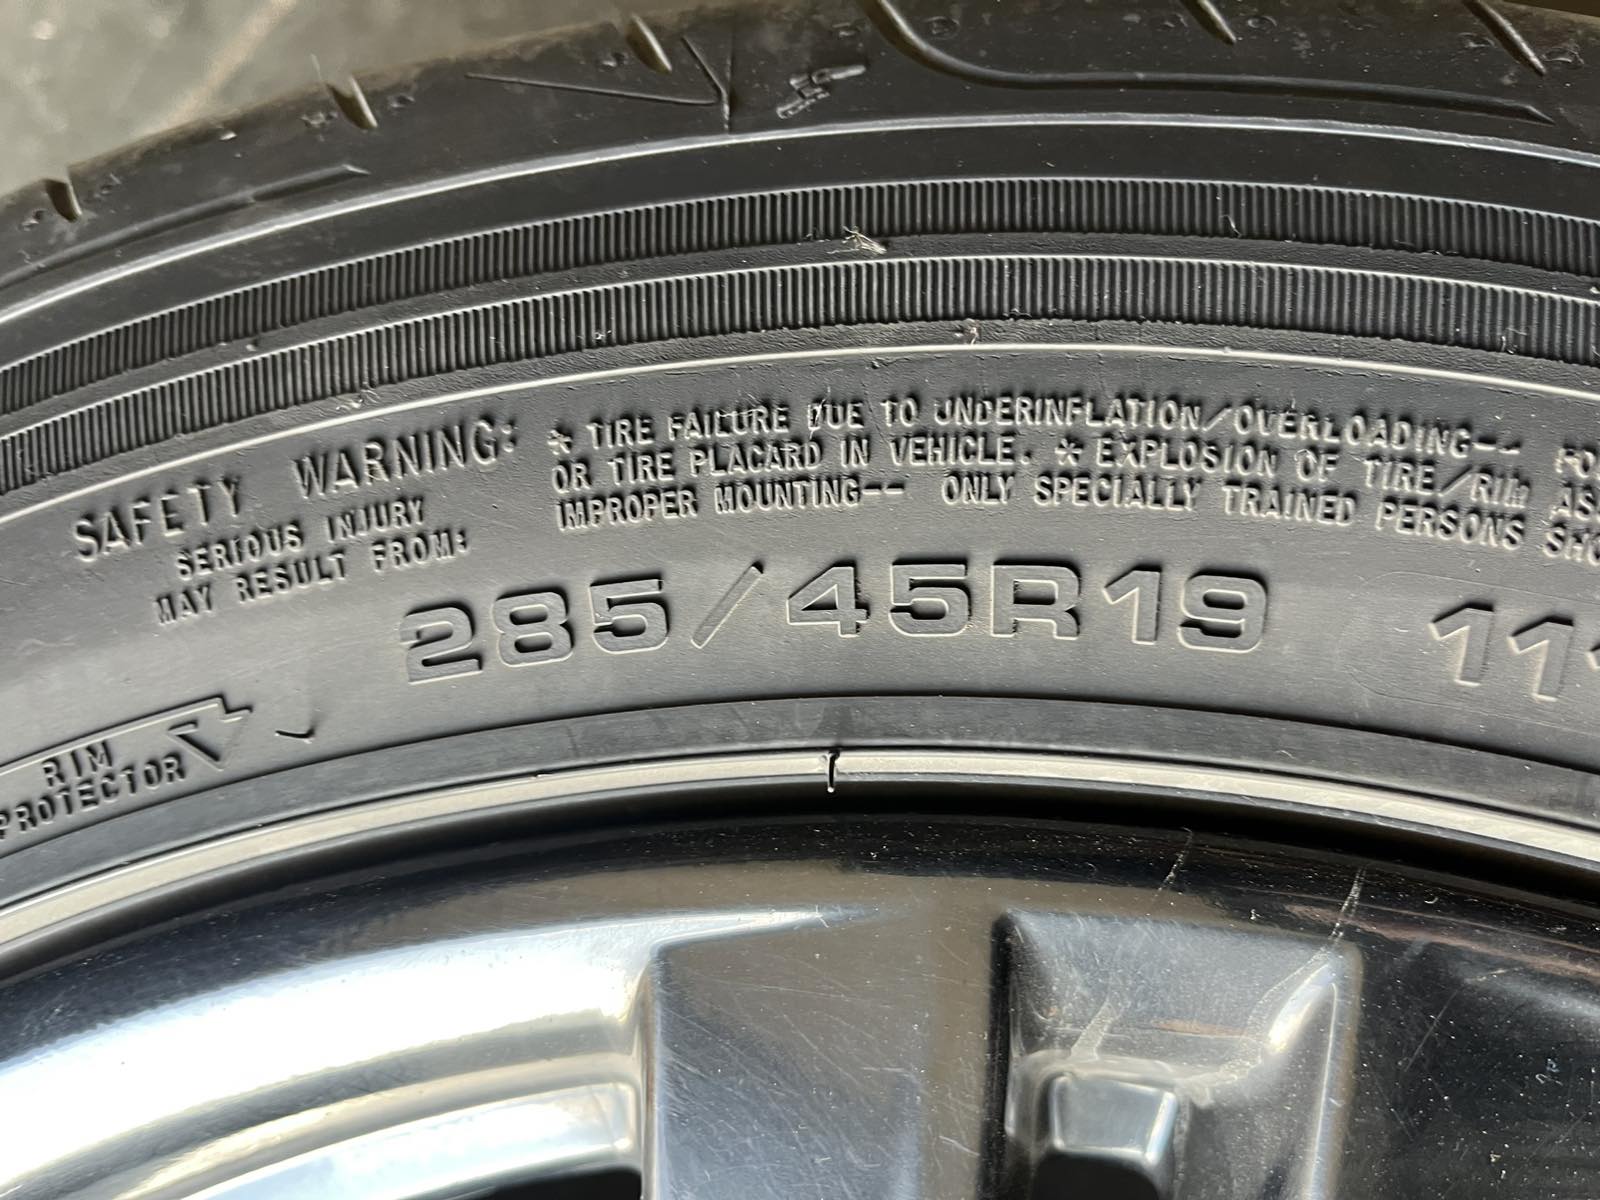 SAFETY WARNING:
SERIOUS INJURY
MAY RESULT FROM:
* TIRE FAILURE DUE TO UNDERINFLATION/OVERLOADING--
OR TIRE PLACARD IN VEHICLE. * EXPLOSION OF TIRE/RIM
IMPROPER MOUNTING-- ONLY SPECIALLY TRAINED PERSONS
285/45R19
RIM
PROTECTOR